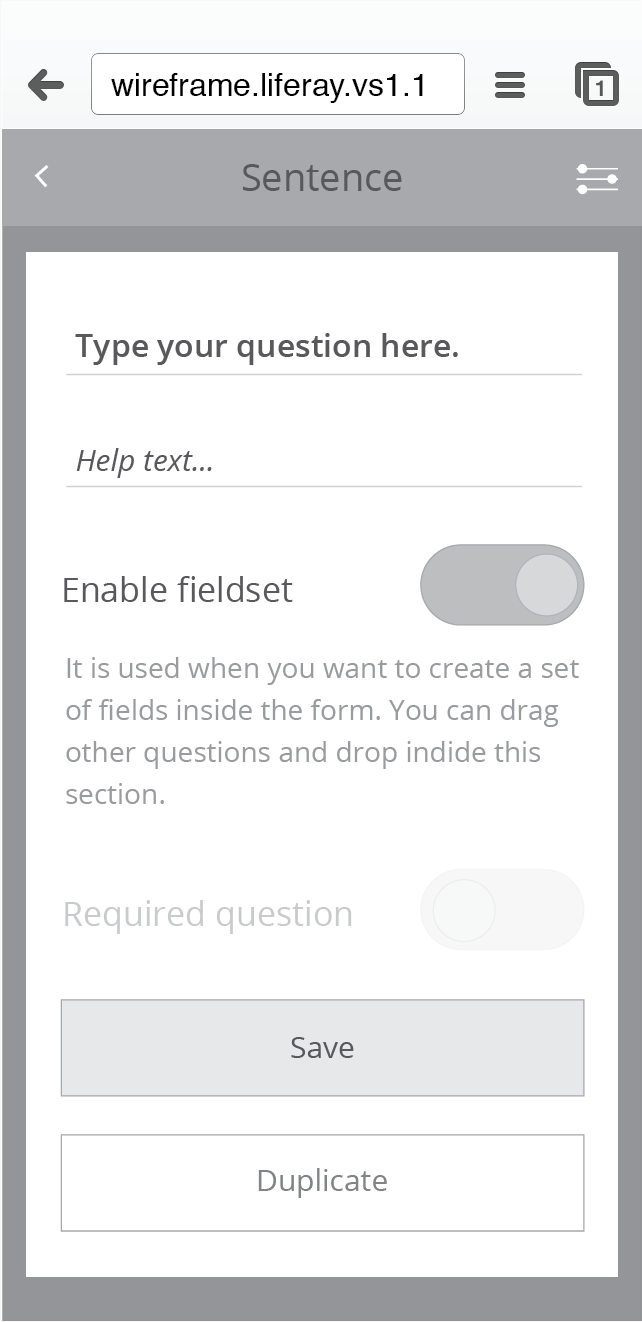 wireframe.liferay.vs1.1
1
Sentence
Type your question here.
Help text...
Enable fieldset
It is used when you want to create a set
of fields inside the form. You can drag
other questions and drop indide this
section.
Required question
Save
Duplicate